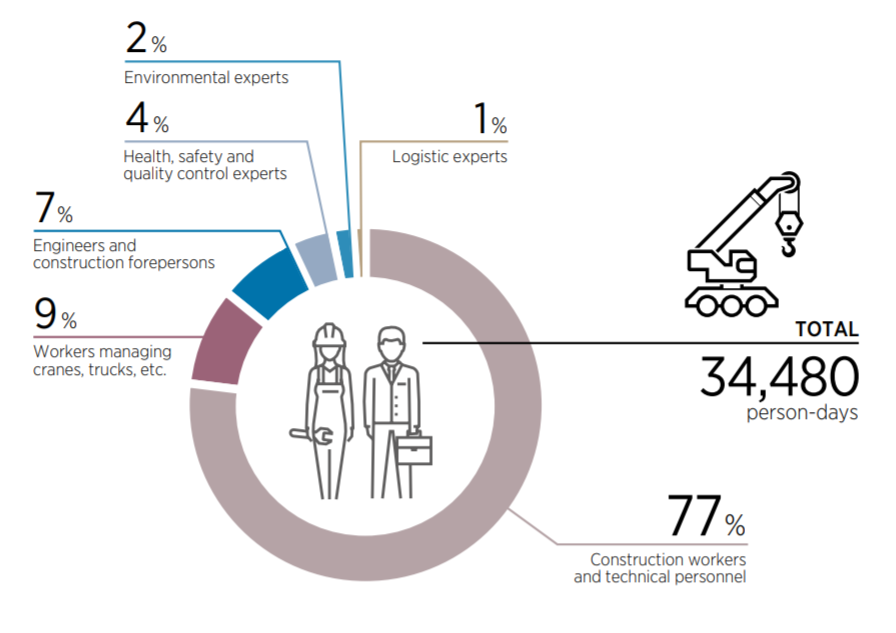 2 %
Environmental experts
4 %
Health, safety and
quality control experts
1 %
Logistic experts
7 %
Engineers and
construction forepersons
9 %
Workers managing
cranes, trucks, etc.
TOTAL
34,480
person-days
77 %
Construction workers
and technical personnel